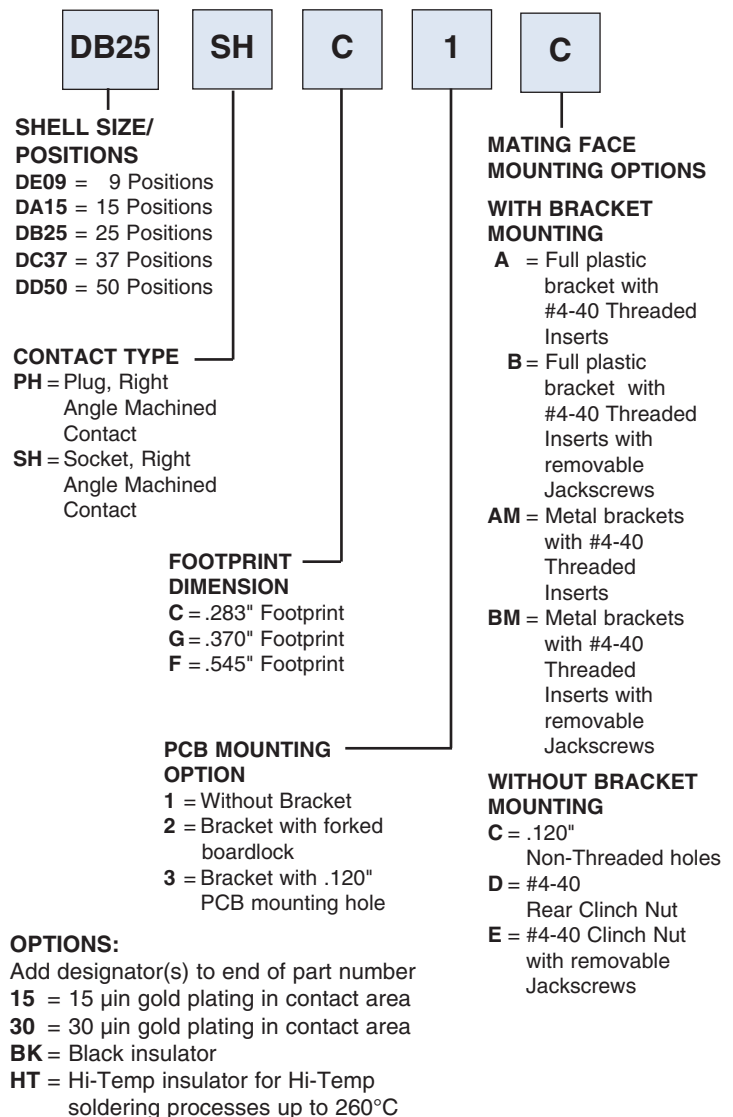 DB25 SH C 1 C
SHELL SIZE/
POSITIONS
DE09 = 9 Positions
DA15 = 15 Positions
DB25 = 25 Positions
DC37 = 37 Positions
DD50 = 50 Positions
CONTACT TYPE
PH = Plug, Right
Angle Machined
Contact
SH = Socket, Right
Angle Machined
Contact
FOOTPRINT
DIMENSION
C = .283" Footprint
G = .370" Footprint
F = .545" Footprint
PCB MOUNTING
OPTION
1 = Without Bracket
2 = Bracket with forked
boardlock
3 = Bracket with .120"
PCB mounting hole
MATING FACE
MOUNTING OPTIONS
WITH BRACKET
MOUNTING
A = Full plastic
bracket with
#4-40 Threaded
Inserts
B = Full plastic
bracket with
#4-40 Threaded
Inserts with
removable
Jackscrews
AM = Metal brackets
with #4-40
Threaded
Inserts
BM = Metal brackets
with #4-40
Threaded
Inserts with
removable
Jackscrews
WITHOUT BRACKET
MOUNTING
C = .120"
Non-Threaded holes
D = #4-40
Rear Clinch Nut
E = #4-40 Clinch Nut
with removable
Jackscrews
OPTIONS:
Add designator(s) to end of part number
15 = 15 µin gold plating in contact area
30 = 30 µin gold plating in contact area
BK = Black insulator
HT = Hi-Temp insulator for Hi-Temp
soldering processes up to 260°C